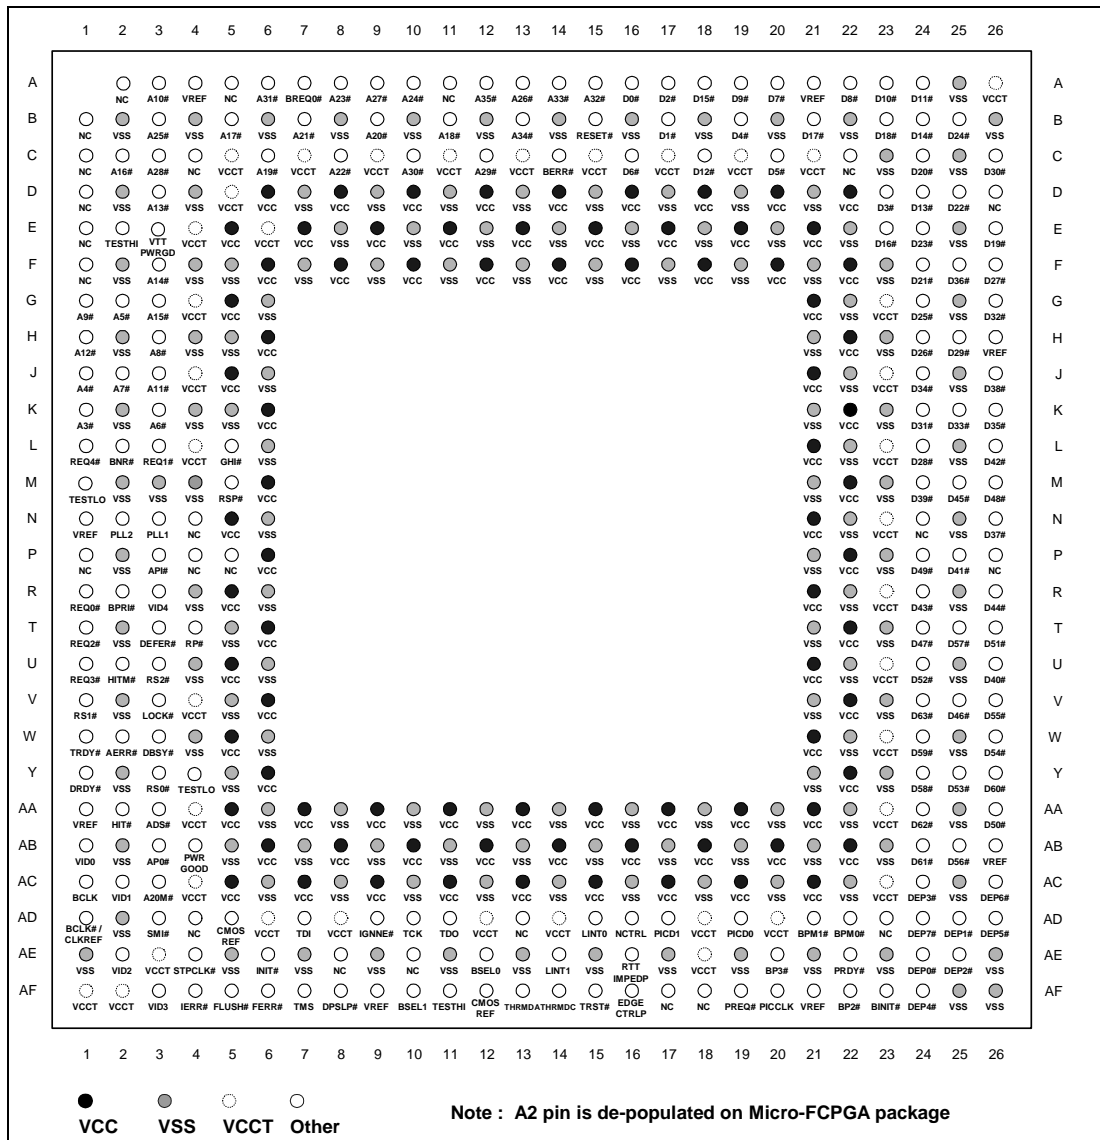 1 2 3 4 5 6 7 8 9 10 11 12 13 14 15 16 17 18 19 20 21 22 23 24 25 26
A A
NC A10# VREF NC A31# BREQ0# A23# A27# A24# NC A35# A26# A33# A32# D0# D2# D15# D9# D7# VREF D8# D10# D11# VSS VCCT
B B
NC VSS A25# VSS A17# VSS A21# VSS A20# VSS A18# VSS A34# VSS RESET# VSS D1# VSS D4# VSS D17# VSS D18# D14# D24# VSS
C C
NC A16# A28# NC VCCT A19# VCCT A22# VCCT A30# VCCT A29# VCCT BERR# VCCT D6# VCCT D12# VCCT D5# VCCT NC VSS D20# VSS D30#
D D
NC VSS A13# VSS VCCT VCC VSS VCC VSS VCC VSS VCC VSS VCC VSS VCC VSS VCC VSS VCC VSS VCC D3# D13# D22# NC
E E
NC TESTHI VTT PWRGD VCCT VCC VCCT VCC VSS VCC VSS VCC VSS VCC VSS VCC VSS VCC VSS VCC VSS VCC VSS D16# D23# VSS D19#
F F
NC VSS A14# VSS VSS VCC VSS VCC VSS VCC VSS VCC VSS VCC VSS VCC VSS VCC VSS VCC VSS VCC VSS D21# D36# D27#
G G
A9# A5# A15# VCCT VCC VSS VCC VSS VCCT D25# VSS D32#
H H
A12# VSS A8# VSS VSS VCC VSS VCC VSS D26# D29# VREF
J J
A4# A7# A11# VCCT VCC VSS VCC VSS VCCT D34# VSS D38#
K K
A3# VSS A6# VSS VSS VCC VSS VCC VSS D31# D33# D35#
L L
REQ4# BNR# REQ1# VCCT GHI# VSS VCC VSS VCCT D28# VSS D42#
M M
TESTLO VSS VSS VSS RSP# VCC VSS VCC VSS D39# D45# D48#
N N
VREF PLL2 PLL1 NC VCC VSS VCC VSS VCCT NC VSS D37#
P P
NC VSS API# NC NC VCC VSS VCC VSS D49# D41# NC
R R
REQ0# BPRI# VID4 VSS VCC VSS VCC VSS VCCT D43# VSS D44#
T T
REQ2# VSS DEFER# RP# VSS VCC VSS VCC VSS D47# D57# D51#
U U
REQ3# HITM# RS2# VSS VCC VSS VCC VSS VCCT D52# VSS D40#
V V
RS1# VSS LOCK# VCCT VSS VCC VSS VCC VSS D63# D46# D55#
W W
TRDY# AERR# DBSY# VSS VCC VSS VCC VSS VCCT D59# VSS D54#
Y Y
DRDY# VSS RS0# TESTLO VSS VCC VSS VCC VSS D58# D53# D60#
AA AA
VREF HIT# ADS# VCCT VCC VSS VCC VSS VCC VSS VCC VSS VCC VSS VCC VSS VCC VSS VCC VSS VCC VSS VCCT D62# VSS D50#
AB AB
VID0 VSS AP0# PWR GOOD VSS VCC VSS VCC VSS VCC VSS VCC VSS VCC VSS VCC VSS VCC VSS VCC VSS VCC VSS D61# D56# VREF
AC AC
BCLK VID1 A20M# VCCT VCC VSS VCC VSS VCC VSS VCC VSS VCC VSS VCC VSS VCC VSS VCC VSS VCC VSS VCCT DEP3# VSS DEP6#
AD AD
BCLK# / CLKREF VSS SMI# NC CMOS REF VCCT TDI VCCT IGNNE# TCK TDO VCCT NC VCCT LINT0 NCTRL PICD1 VCCT PICD0 VCCT BPM1# BPM0# NC DEP7# DEP1# DEP5#
AE AE
VSS VID2 VCCT STPCLK# VSS INIT# VSS NC VSS NC VSS BSEL0 VSS LINT1 VSS RTT IMPEDP VSS VCCT VSS BP3# VSS PRDY# VSS DEP0# DEP2# VSS
AF AF
VCCT VCCT VID3 IERR# FLUSH# FERR# TMS DPSLP# VREF BSEL1 TESTHI CMOS REF THRMDA THRMDC TRST# EDGE CTRLP NC NC PREQ# PICCLK VREF BP2# BINIT# DEP4# VSS VSS
1 2 3 4 5 6 7 8 9 10 11 12 13 14 15 16 17 18 19 20 21 22 23 24 25 26
VCC VSS VCCT Other
Note : A2 pin is de-populated on Micro-FCPGA package